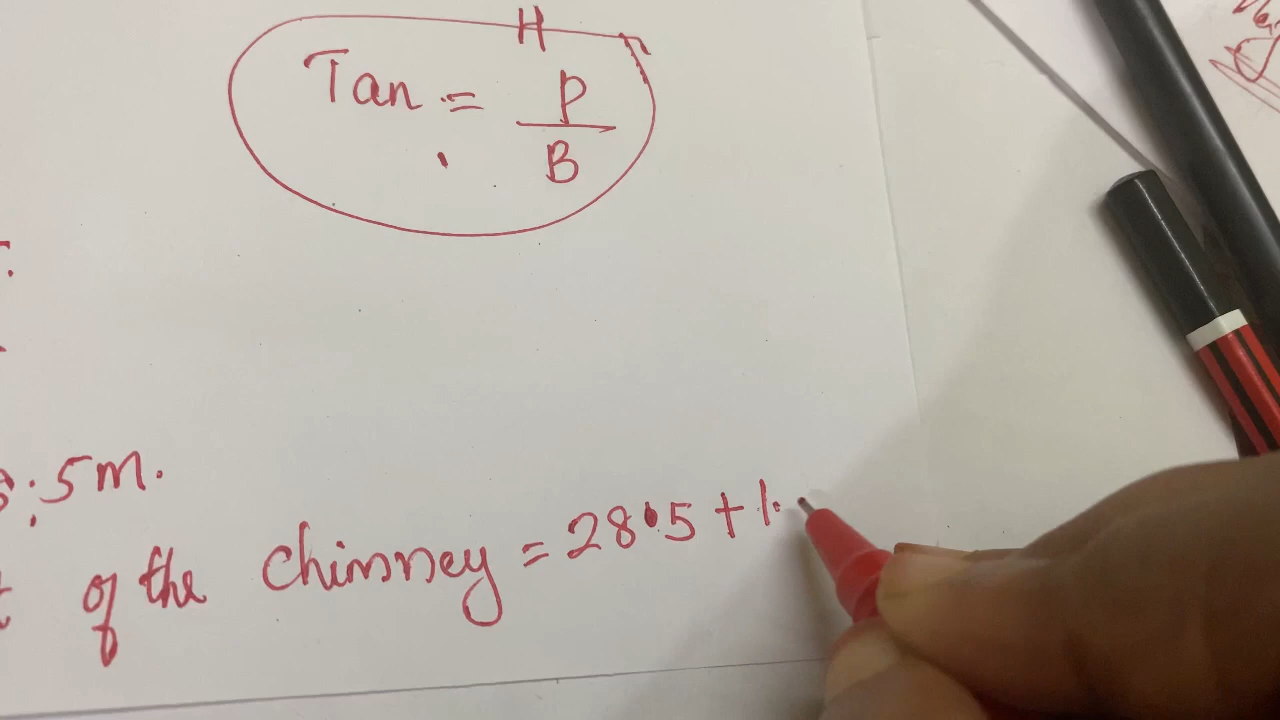 H
Tan = P
B
5m.
of the chimney = 28.5 + 1.